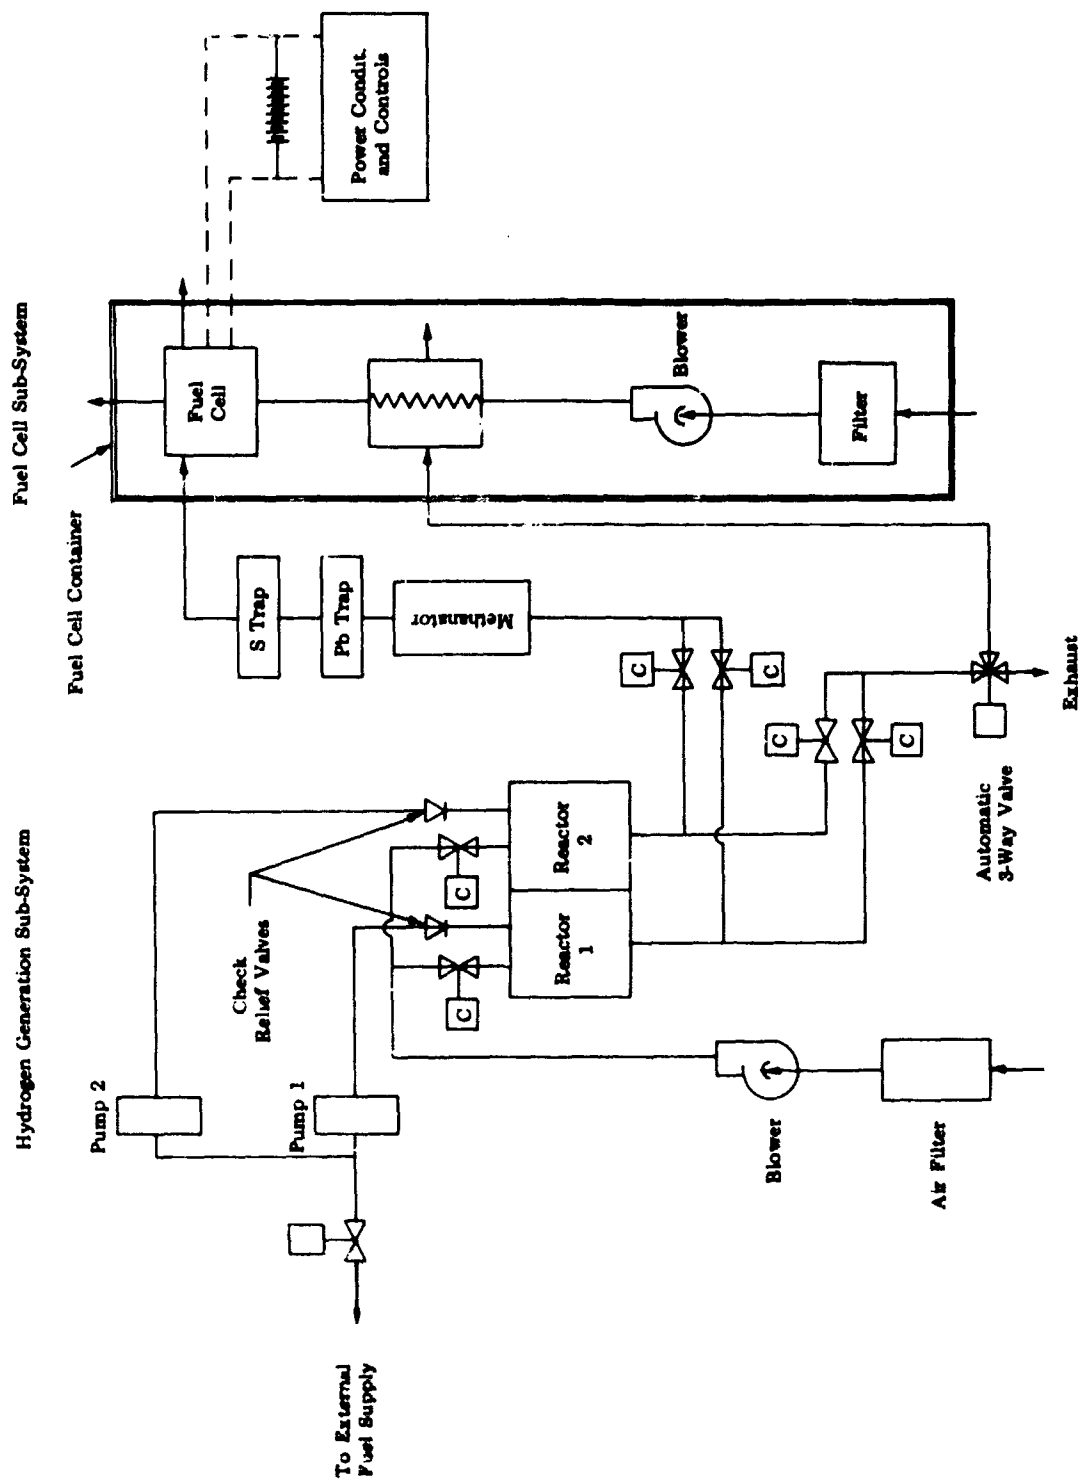 Hydrogen Generation Sub-System
Fuel Cell Sub-System
Pump 2
Pump 1
To External
Fuel Supply
Check
Relief Valves
C
C
Reactor
1
Reactor
2
Blower
Air Filter
C
C
C
C
Automatic
3-Way Valve
Exhaust
Methanator
Pb Trap
S Trap
Fuel Cell Container
Fuel
Cell
Blower
Filter
Power Condit.
and Controls